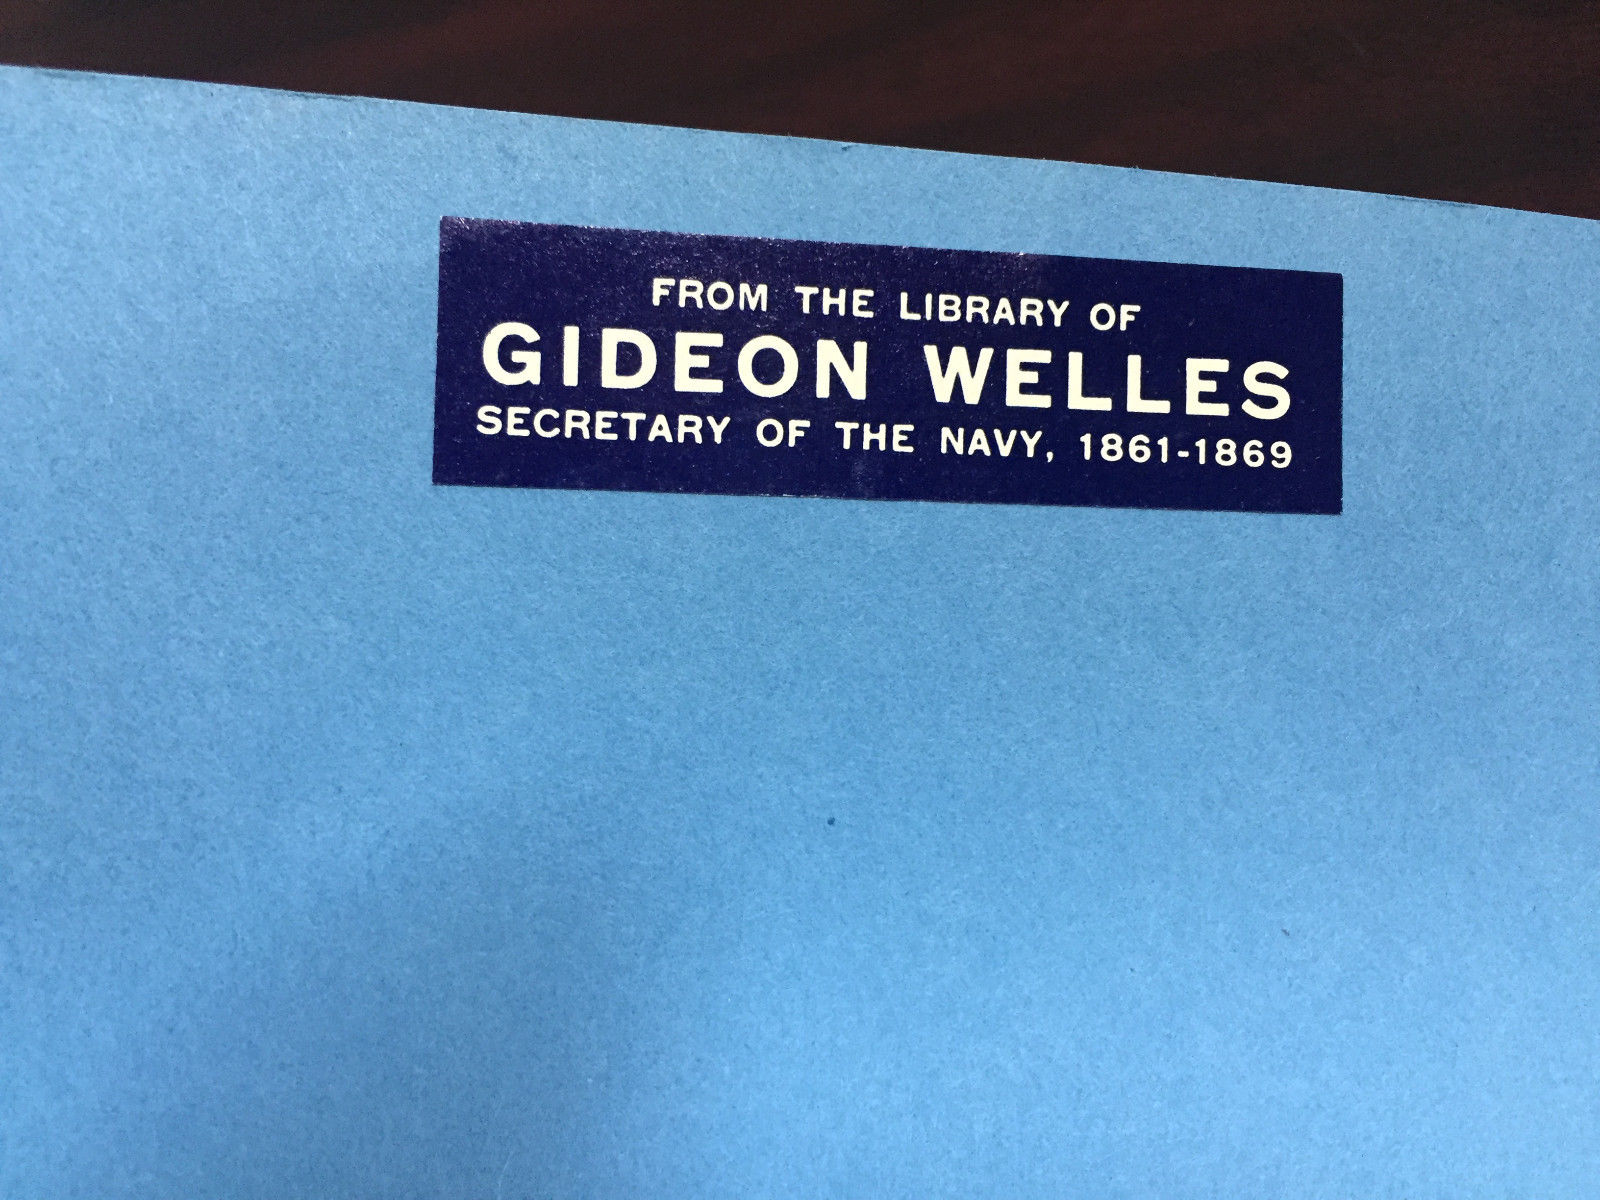 FROM THE LIBRARY OF
GIDEON WELLES
SECRETARY OF THE NAVY, 1861-1869